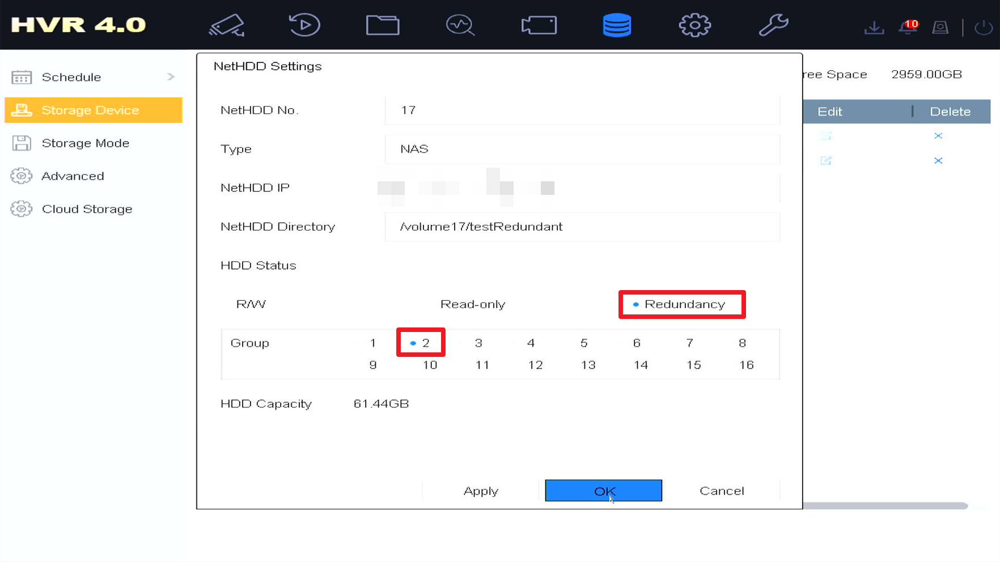 HVR 4.0
10
Schedule
Storage Device
Storage Mode
Advanced
Cloud Storage
NetHDD Settings
NetHDD No. 17
Type NAS
NetHDD IP
NetHDD Directory /volume17/testRedundant
HDD Status
R/W Read-only Redundancy
Group 1 2 3 4 5 6 7 8
9 10 11 12 13 14 15 16
HDD Capacity 61.44GB
Apply OK Cancel
ree Space 2959.00GB
Edit Delete